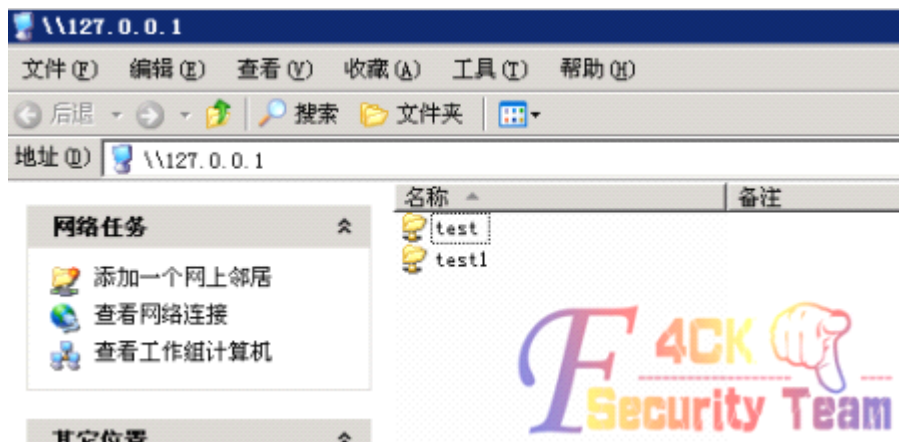 \\127.0.0.1
文件(F) 编辑(E) 查看(V) 收藏(A) 工具(T) 帮助(H)
后退 搜索 文件夹
地址(D) \\127.0.0.1
名称 备注
网络任务
test
test1
添加一个网上邻居
查看网络连接
查看工作组计算机
F4CK
Security Team
其它位置